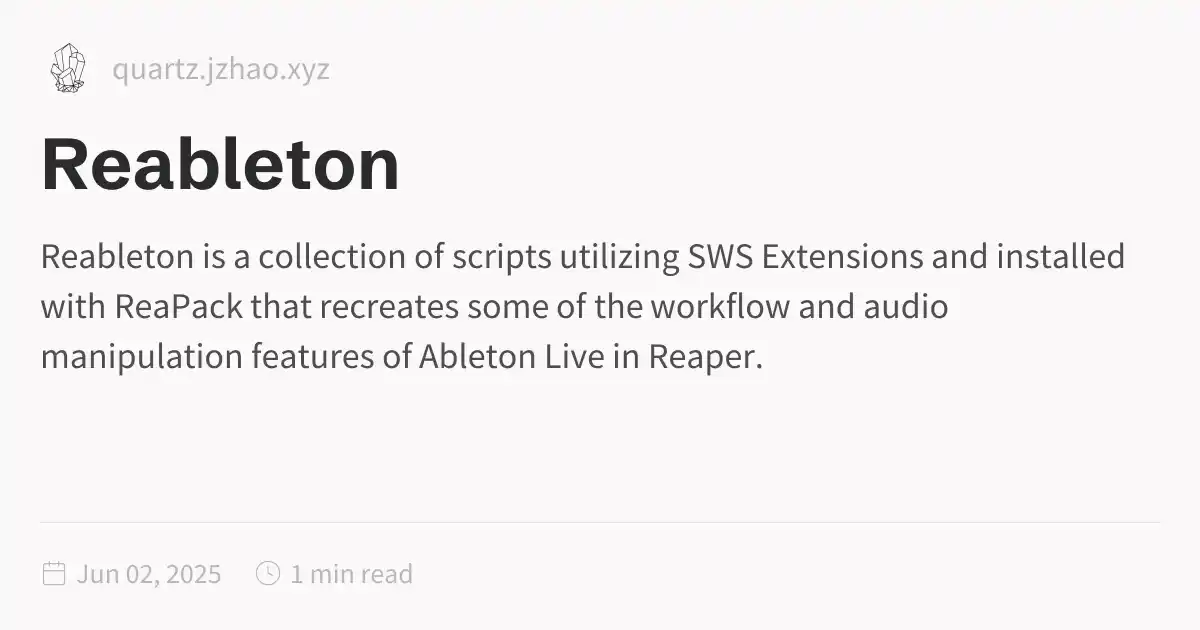 quartz.jzhao.xyz
Reableton
Reableton is a collection of scripts utilizing SWS Extensions and installed
with ReaPack that recreates some of the workflow and audio
manipulation features of Ableton Live in Reaper.
Jun 02, 2025 1 min read